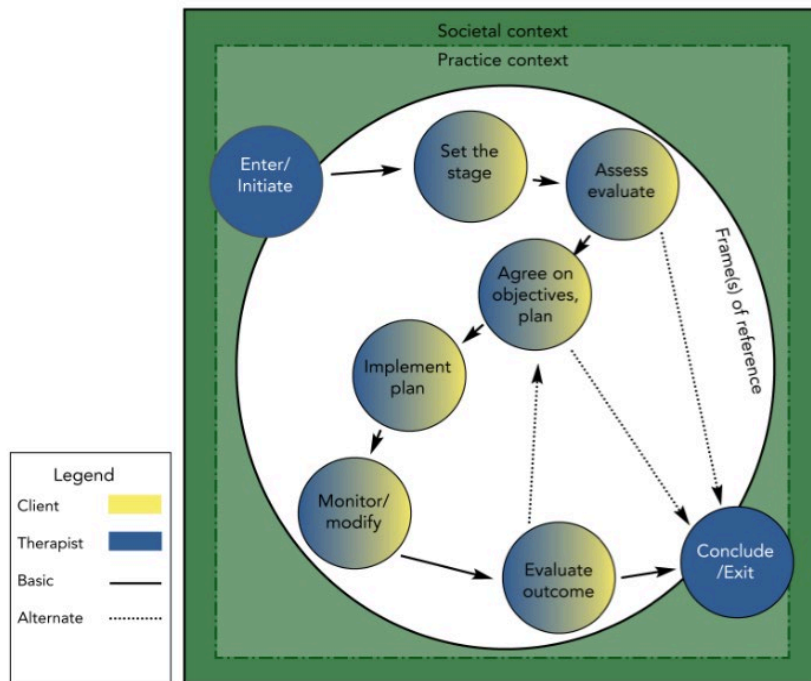 Societal context
Practice context
Enter/
Initiate
Set the
stage
Assess
evaluate
Agree on
objectives,
plan
Frame(s) of reference
Implement
plan
Monitor/
modify
Evaluate
outcome
Conclude
/Exit
Legend
Client
Therapist
Basic
Alternate